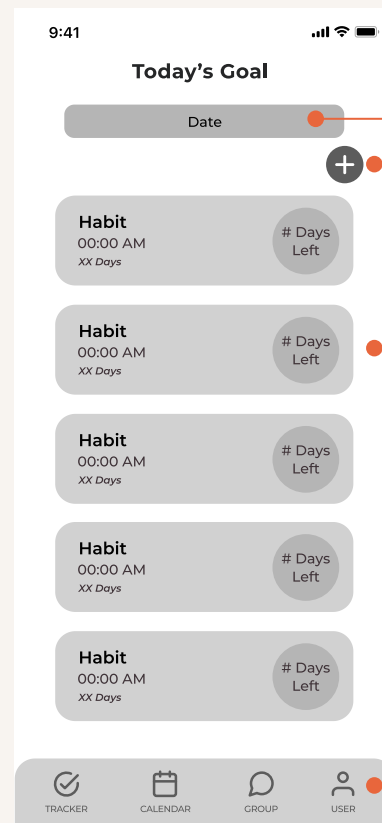 9:41
Today's Goal
Date
Habit
00:00 AM
XX Days
# Days
Left
Habit
00:00 AM
XX Days
# Days
Left
Habit
00:00 AM
XX Days
# Days
Left
Habit
00:00 AM
XX Days
# Days
Left
Habit
00:00 AM
XX Days
# Days
Left
TRACKER CALENDAR GROUP USER